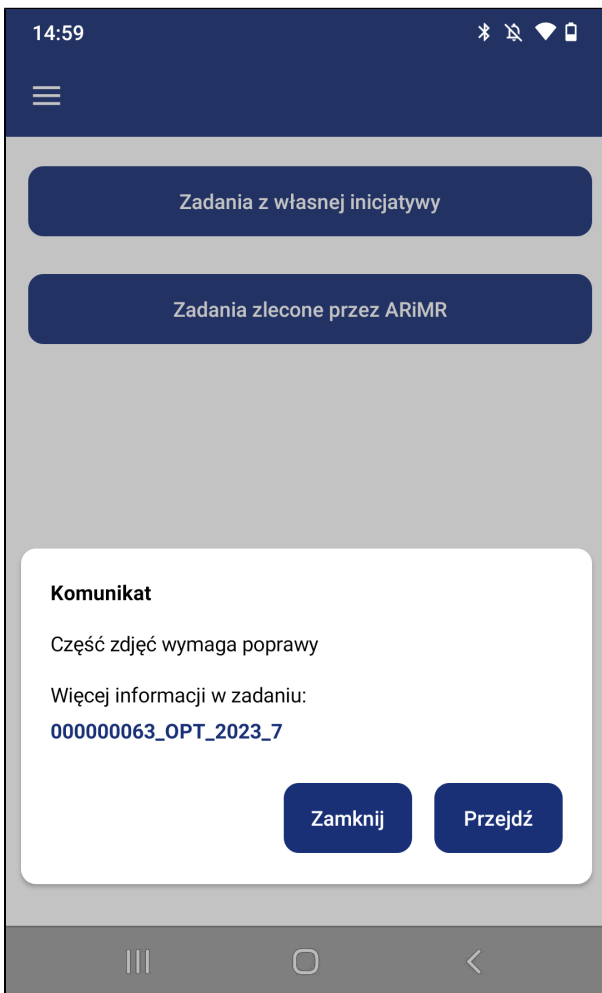 14:59
Zadania z własnej inicjatywy
Zadania zlecone przez ARiMR
Komunikat
Część zdjęć wymaga poprawy
Więcej informacji w zadaniu:
000000063_OPT_2023_7
Zamknij Przejdź